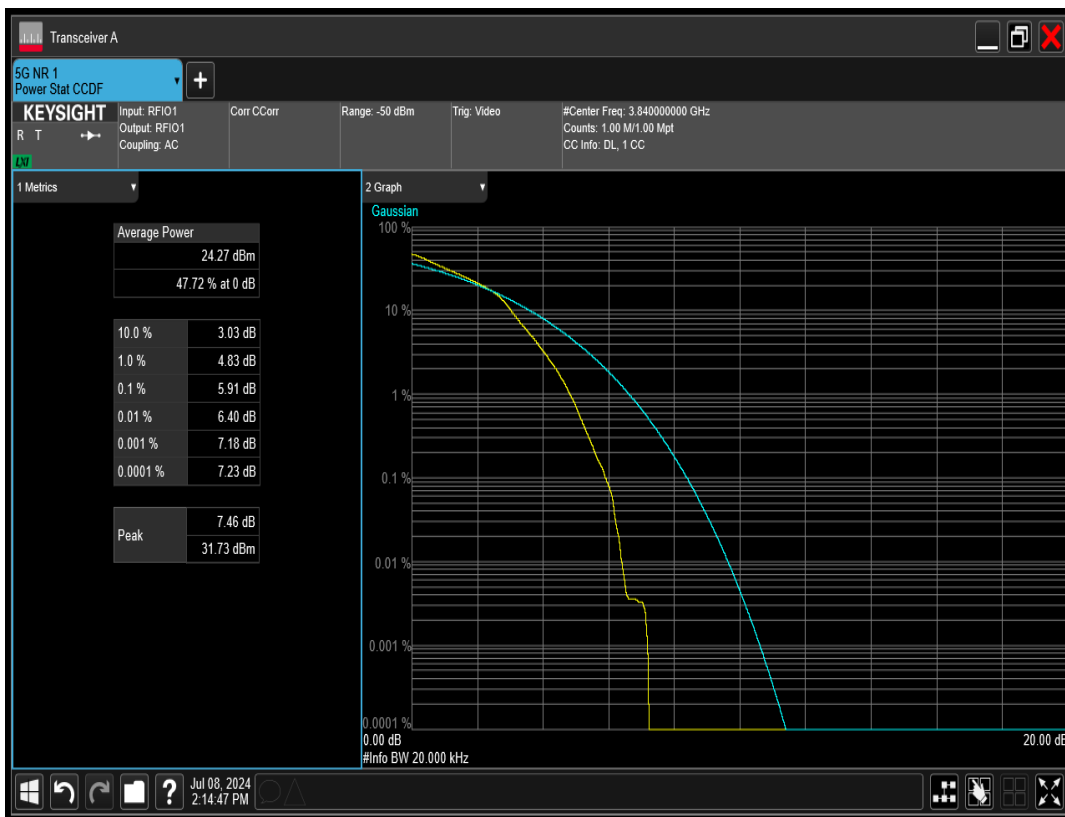 Transceiver A
5G NR 1
Power Stat CCDF
+
KEYSIGHT
R T
LXI
Input: RFIO1
Output: RFIO1
Coupling: AC
Corr CCorr
Range: -50 dBm
Trig: Video
#Center Freq: 3.840000000 GHz
Counts: 1.00 M/1.00 Mpt
CC Info: DL, 1 CC
1 Metrics
Average Power
24.27 dBm
47.72 % at 0 dB
10.0 % 3.03 dB
1.0 % 4.83 dB
0.1 % 5.91 dB
0.01 % 6.40 dB
0.001 % 7.18 dB
0.0001 % 7.23 dB
Peak 7.46 dB
31.73 dBm
2 Graph
Gaussian
100 %
10 %
1 %
0.1 %
0.01 %
0.001 %
0.0001 %
0.00 dB 20.00 dB
#Info BW 20.000 kHz
?
Jul 08, 2024
2:14:47 PM